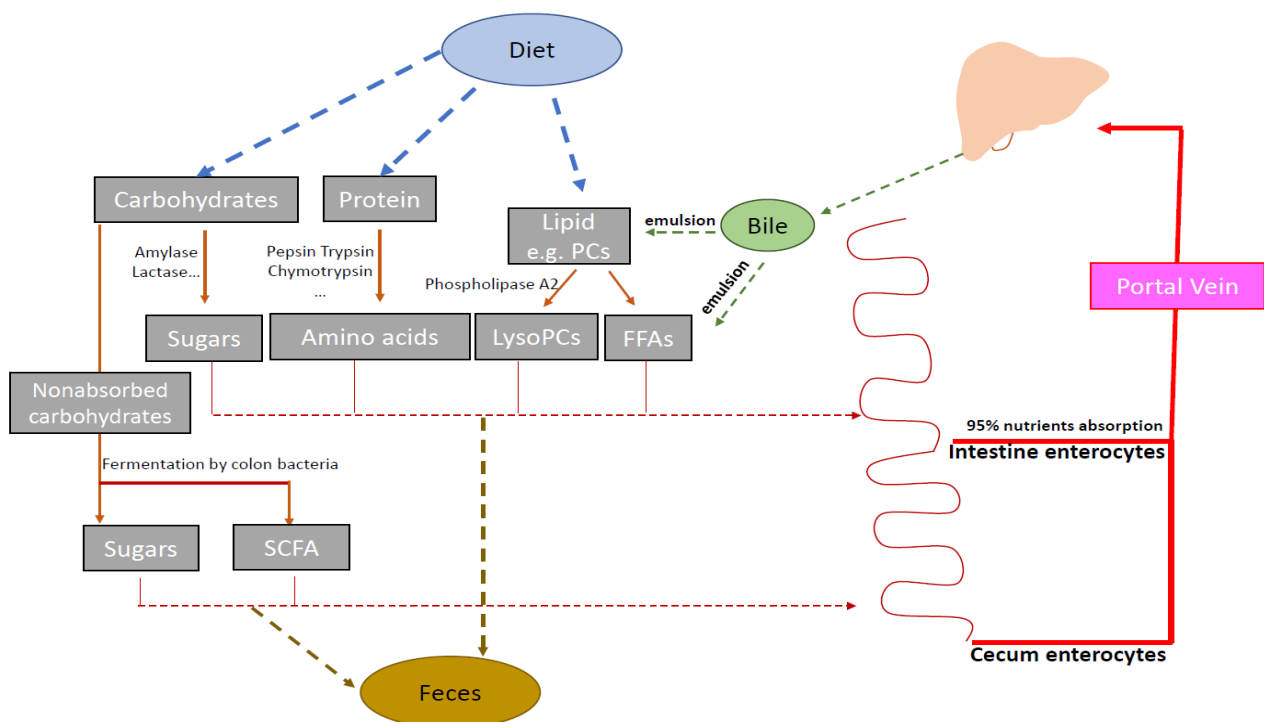 Diet
Carbohydrates
Protein
Lipid
e.g. PCs
emulsion
Bile
Amylase
Lactase...
Pepsin Trypsin
Chymotrypsin
...
Phospholipase A2
emulsion
Portal Vein
Sugars
Amino acids
LysoPCs
FFAs
Nonabsorbed
carbohydrates
95% nutrients absorption
Intestine enterocytes
Fermentation by colon bacteria
Sugars
SCFA
Cecum enterocytes
Feces